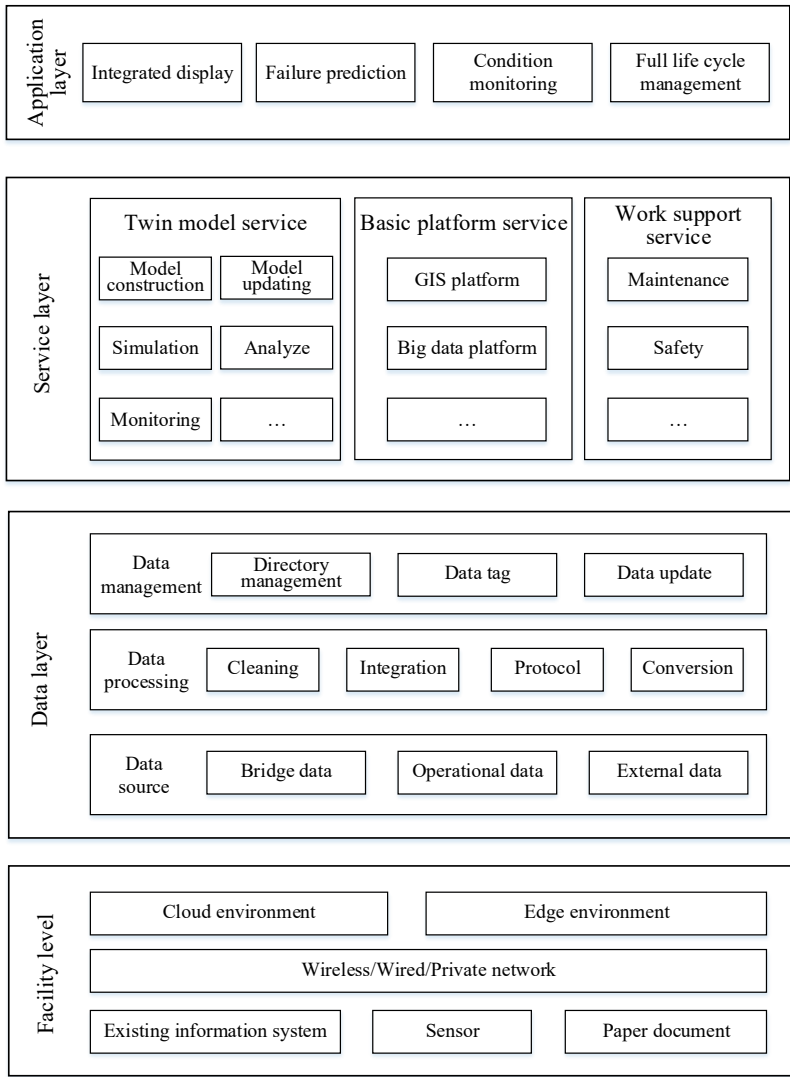 Application
layer
Integrated display
Failure prediction
Condition
monitoring
Full life cycle
management
Service layer
Twin model service
Model
construction
Model
updating
Simulation
Analyze
Monitoring
…
Basic platform service
GIS platform
Big data platform
…
Work support
service
Maintenance
Safety
…
Data layer
Data
management
Directory
management
Data tag
Data update
Data
processing
Cleaning
Integration
Protocol
Conversion
Data
source
Bridge data
Operational data
External data
Facility level
Cloud environment
Edge environment
Wireless/Wired/Private network
Existing information system
Sensor
Paper document